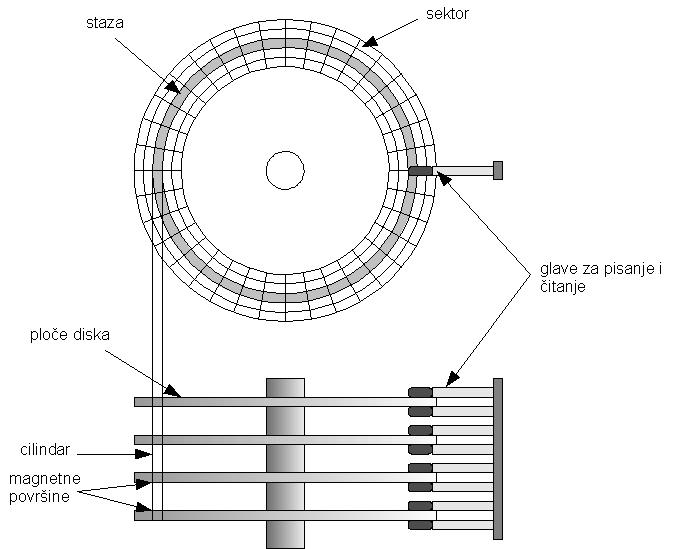 sektor
staza
glave za pisanje i
čitanje
ploče diska
cilindar
magnetne
površine